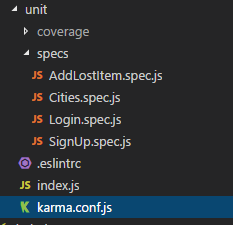 unit
coverage
specs
JS AddLostItem.spec.js
JS Cities.spec.js
JS Login.spec.js
JS SignUp.spec.js
.eslintrc
JS index.js
karma.conf.js